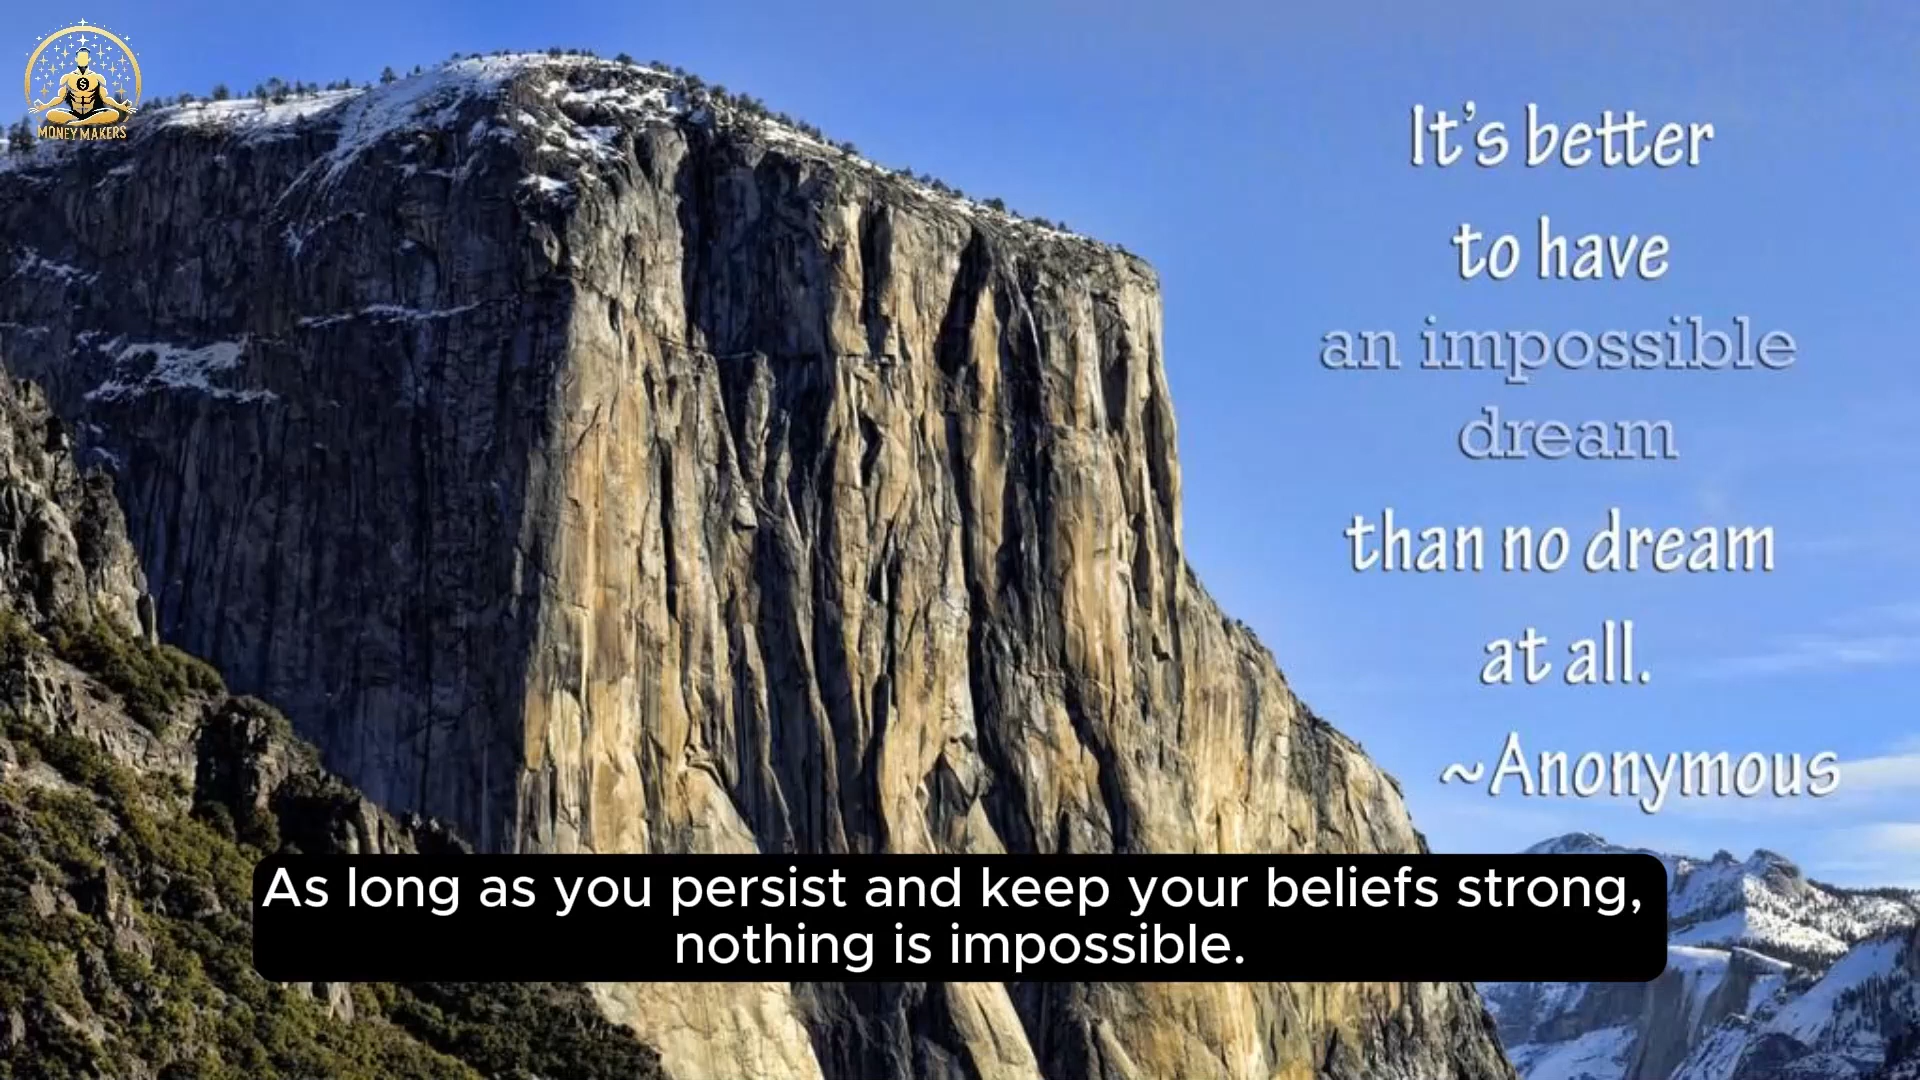 MONEY MAKERS
It's better
to have
an impossible
dream
than no dream
at all.
~Anonymous
As long as you persist and keep your beliefs strong,
nothing is impossible.